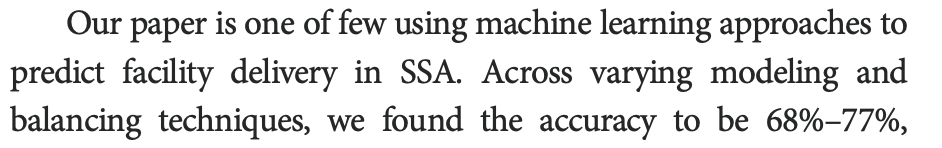 Our paper is one of few using machine learning approaches to
predict facility delivery in SSA. Across varying modeling and
balancing techniques, we found the accuracy to be 68%–77%,